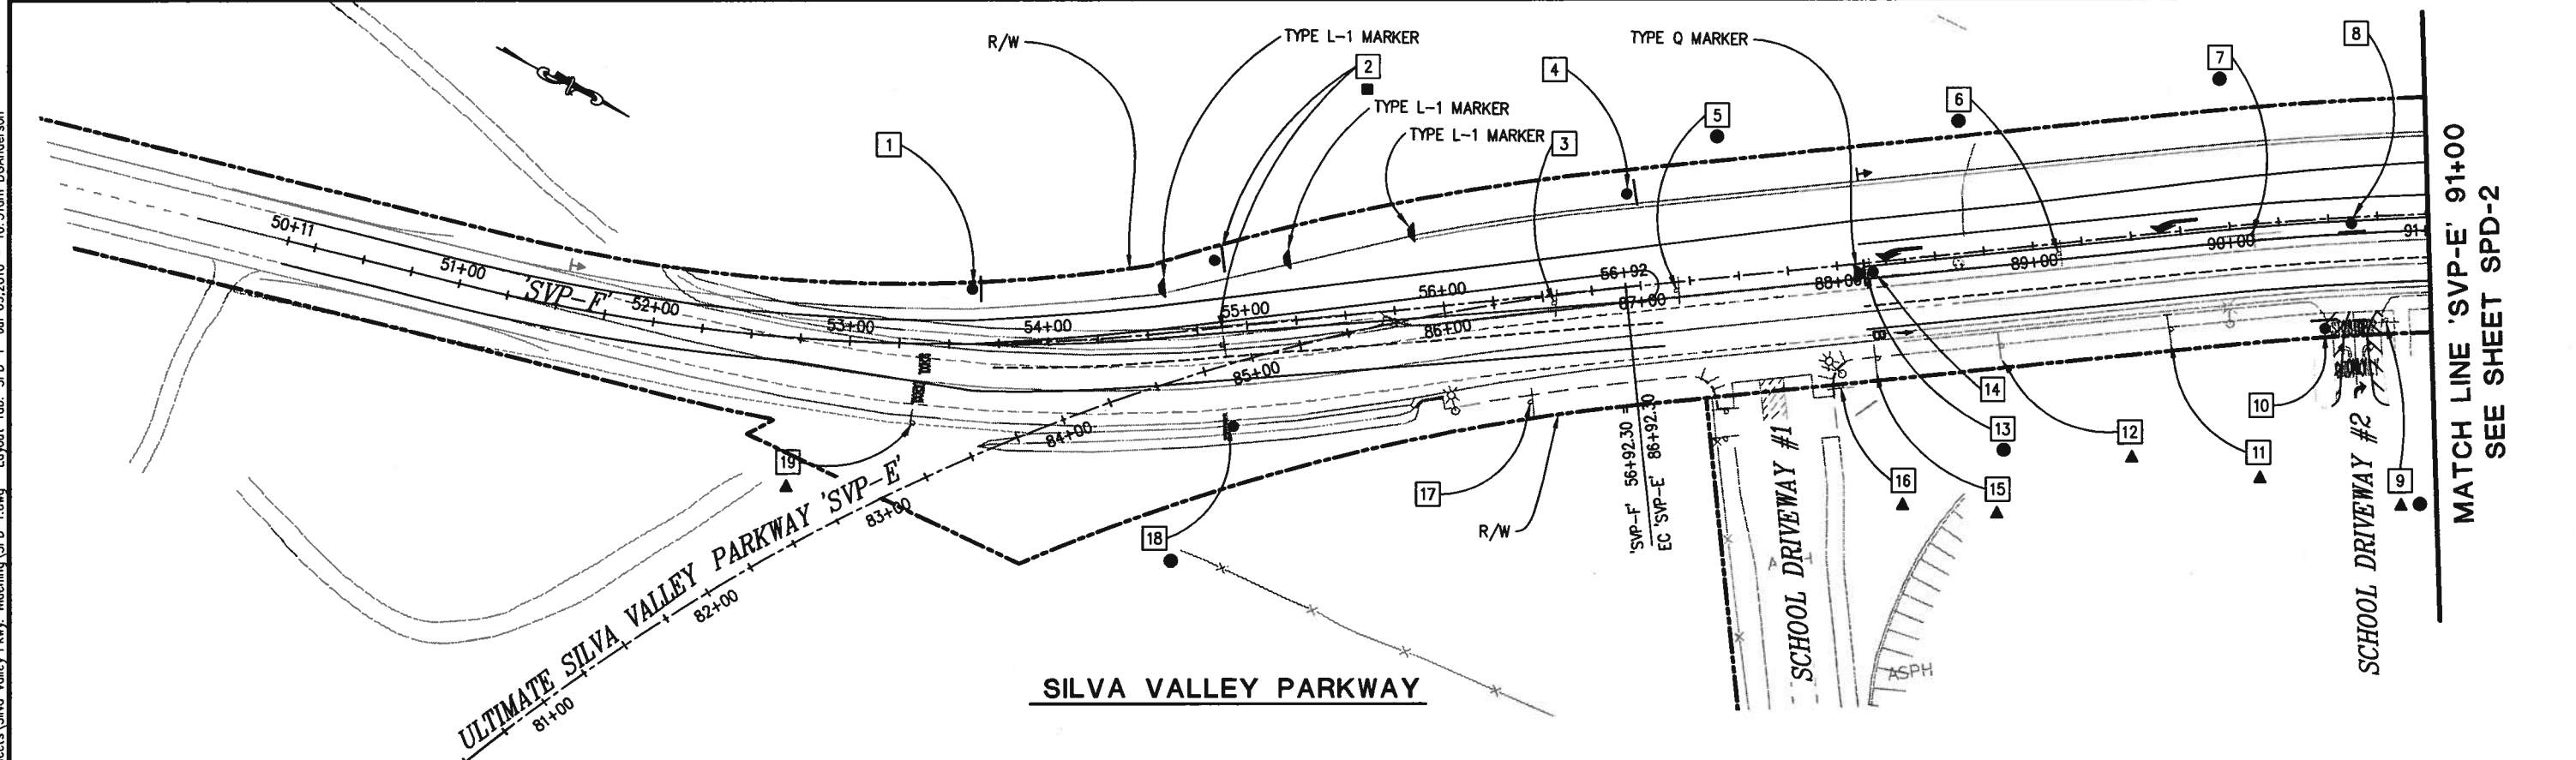 R/W
TYPE L-1 MARKER
2
TYPE L-1 MARKER
TYPE L-1 MARKER
1
3
4
5
TYPE Q MARKER
6
7
8
50+11
51+00
'SVP-F'
52+00
53+00
54+00
55+00
56+00
56+92
84+00
85+00
86+00
87+00
88+00
89+00
90+00
91+
MATCH LINE 'SVP-E' 91+00
SEE SHEET SPD-2
19
18
17
R/W
'SVP-F' 56+92.30
EC 'SVP-E' 86+92.30
SCHOOL DRIVEWAY #1
16
15
14
13
12
11
10
9
SCHOOL DRIVEWAY #2
ASPH
83+00
82+00
81+00
ULTIMATE SILVA VALLEY PARKWAY 'SVP-E'
SILVA VALLEY PARKWAY